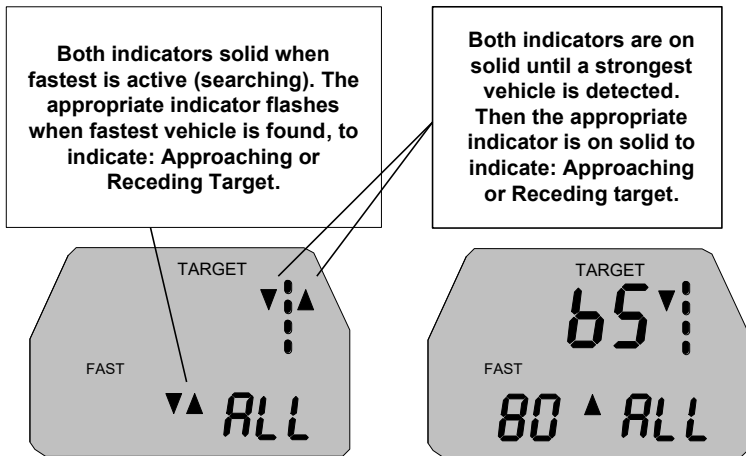 Both indicators solid when
fastest is active (searching). The
appropriate indicator flashes
when fastest vehicle is found, to
indicate: Approaching or
Receding Target.
Both indicators are on
solid until a strongest
vehicle is detected.
Then the appropriate
indicator is on solid to
indicate: Approaching
or Receding target.
TARGET
FAST
ALL
TARGET
65
FAST
80 ALL